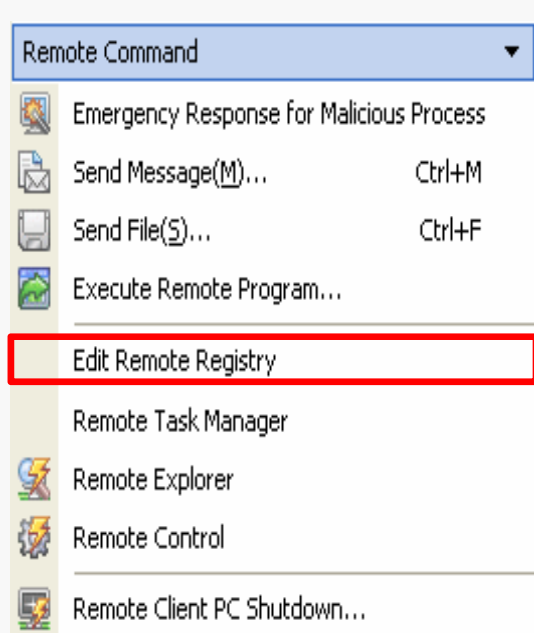 Remote Command
Emergency Response for Malicious Process
Send Message(M)... Ctrl+M
Send File(S)... Ctrl+F
Execute Remote Program...
Edit Remote Registry
Remote Task Manager
Remote Explorer
Remote Control
Remote Client PC Shutdown...